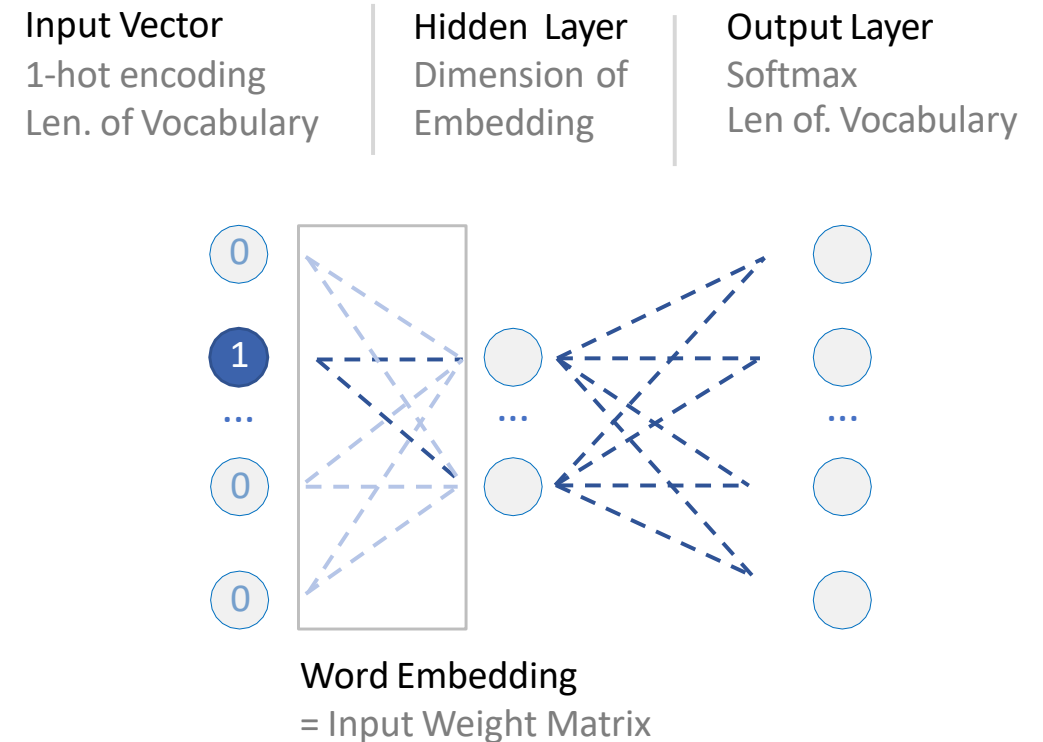 Input Vector
1-hot encoding
Len. of Vocabulary
Hidden Layer
Dimension of
Embedding
Output Layer
Softmax
Len of. Vocabulary
0
1
...
0
0
...
...
Word Embedding
= Input Weight Matrix